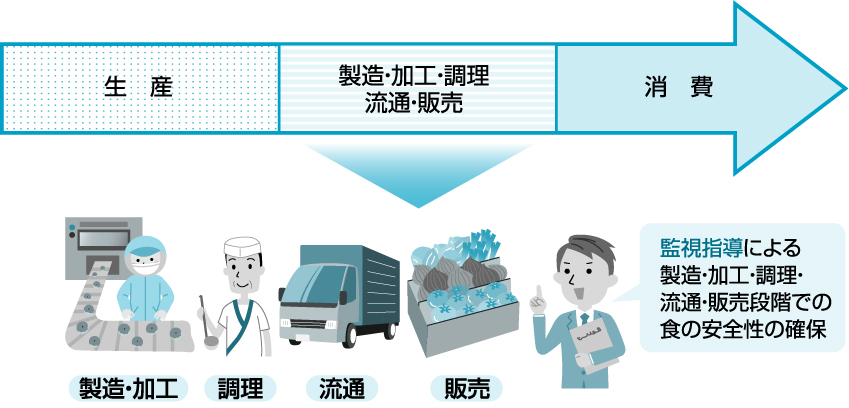 生　産
製造・加工・調理
流通・販売
消　費
監視指導による
製造・加工・調理・
流通・販売段階での
食の安全性の確保
製造・加工
調理
流通
販売